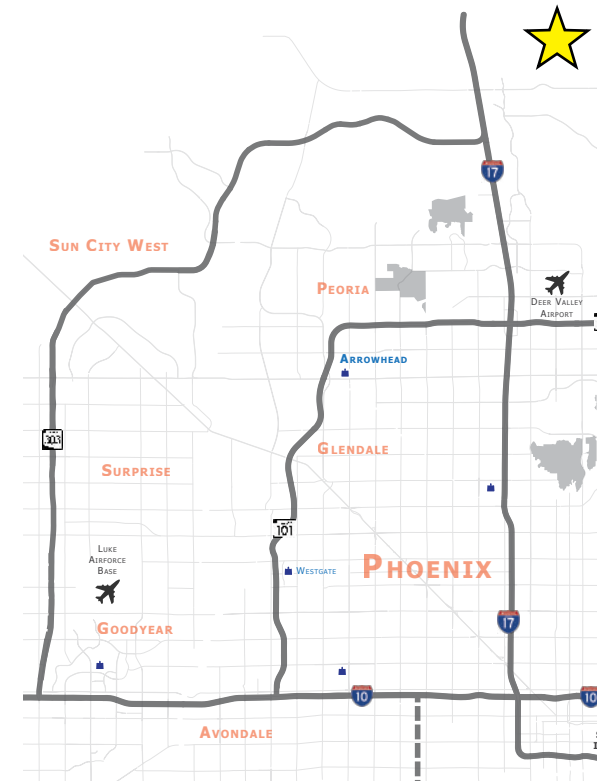 17
SUN CITY WEST
PEORIA
DEER VALLEY
AIRPORT
ARROWHEAD
303
GLENDALE
SURPRISE
101
LUKE
AIRFORCE
BASE
WESTGATE
PHOENIX
GOODYEAR
17
10
10
AVONDALE